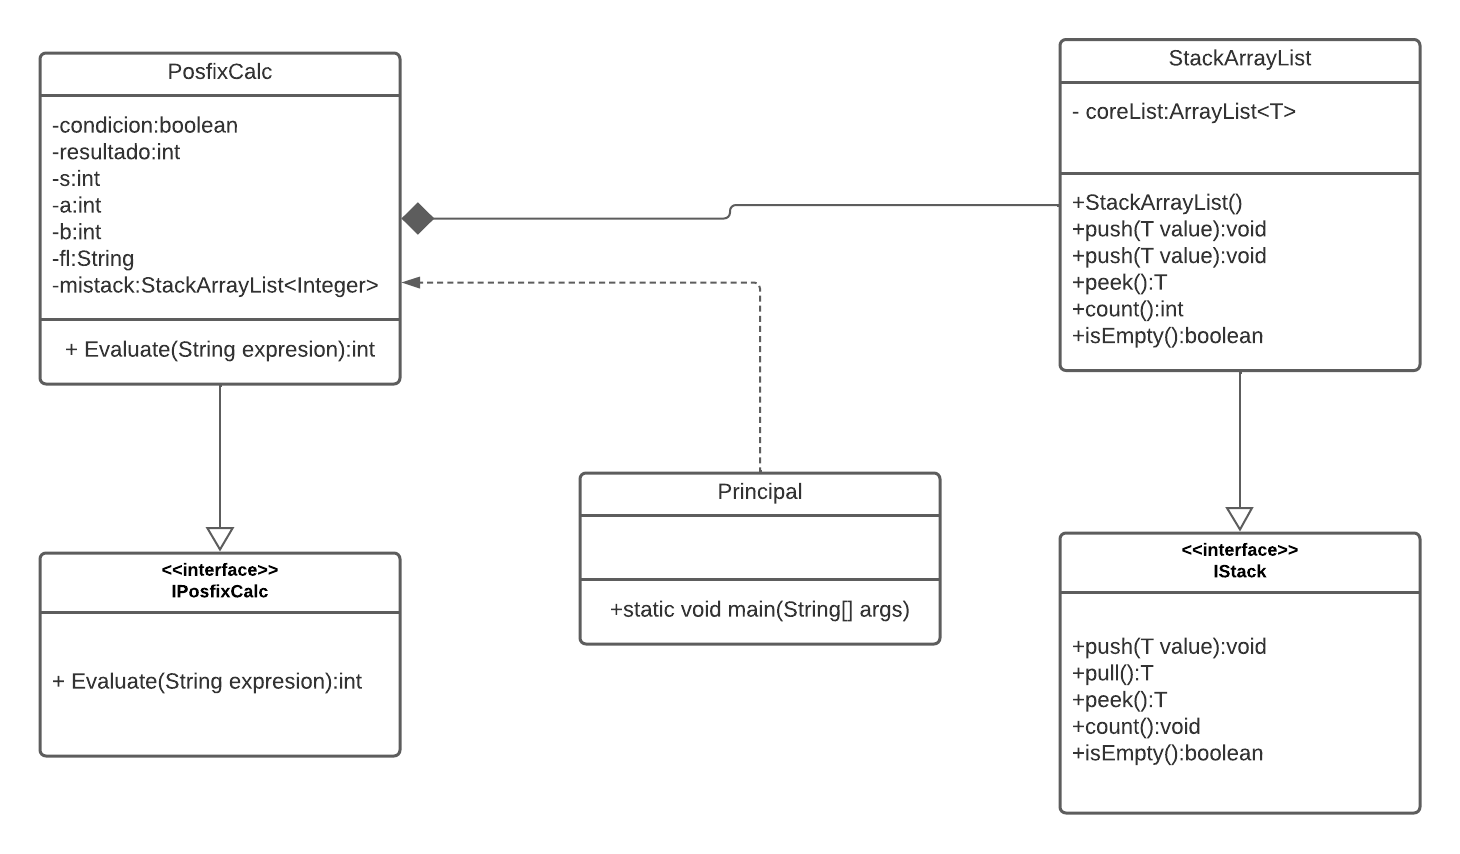 PosfixCalc
-condicion:boolean
-resultado:int
-s:int
-a:int
-b:int
-fl:String
-mistack:StackArrayList<Integer>
+ Evaluate(String expresion):int
StackArrayList
- coreList:ArrayList<T>
+StackArrayList()
+push(T value):void
+push(T value):void
+peek():T
+count():int
+isEmpty():boolean
Principal
+static void main(String[] args)
<<interface>>
IPosfixCalc
+ Evaluate(String expresion):int
<<interface>>
IStack
+push(T value):void
+pull():T
+peek():T
+count():void
+isEmpty():boolean